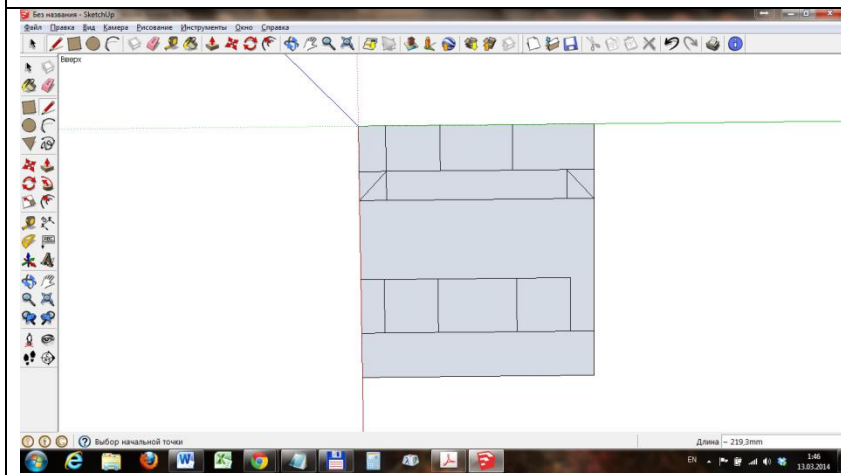 Без названия - SketchUp
Файл Правка Вид Камера Рисование Инструменты Окно Справка
Вверх
Выбор начальной точки
Длина ~ 219,3mm
EN
1:46
13.03.2014